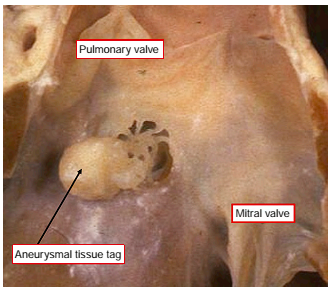 Pulmonary valve
Mitral valve
Aneurysmal tissue tag